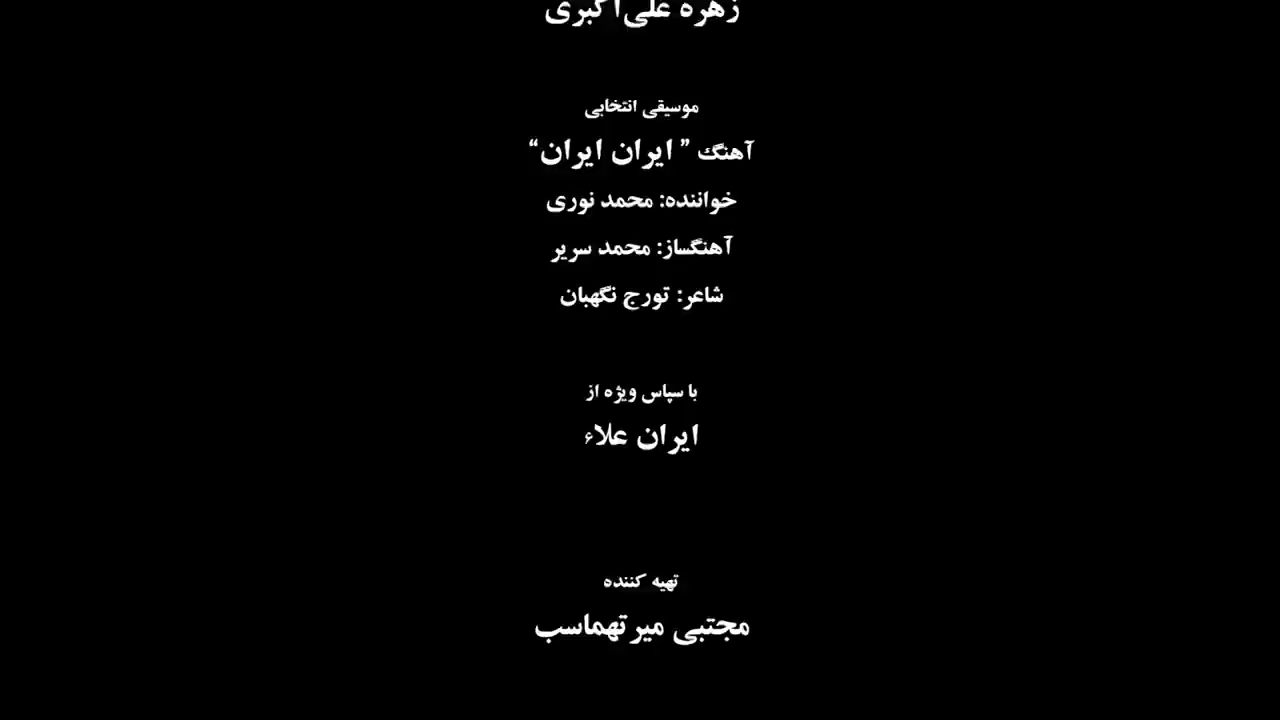 زهره علی‌اکبری
موسیقی انتخابی
آهنگ ” ایران ایران“
خواننده: محمد نوری
آهنگساز: محمد سریر
شاعر: تورج نگهبان
با سپاس ویژه از
ایران علاء
تهیه کننده
مجتبی میرتهماسب